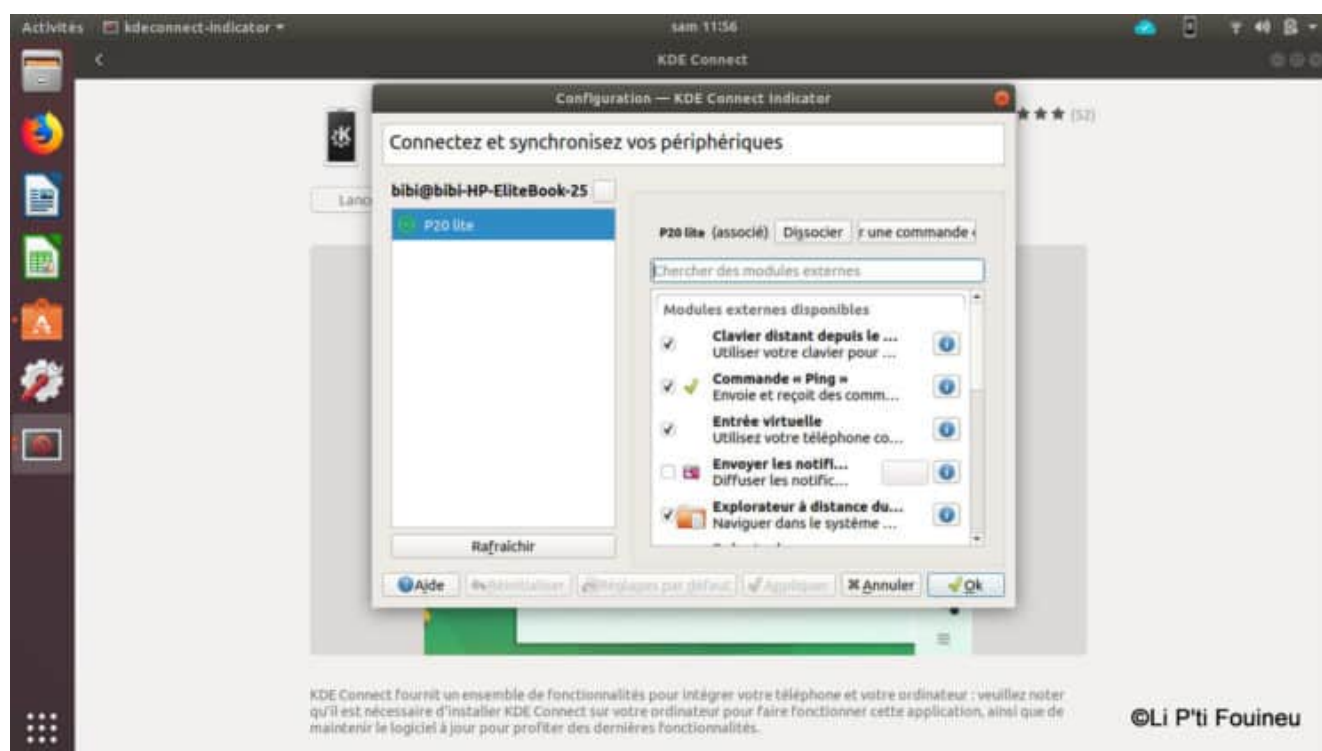 Activités kdeconnect-indicator sam 11:56
KDE Connect
Configuration — KDE Connect Indicator
(52)
Connectez et synchronisez vos périphériques
bibi@bibi-HP-EliteBook-25
Lanc
P20 lite
P20 lite (associé) Dissocier r une commande
Chercher des modules externes
Modules externes disponibles
Clavier distant depuis le ...
Utiliser votre clavier pour ...
Commande « Ping »
Envoie et reçoit des comm...
Entrée virtuelle
Utilisez votre téléphone co...
Envoyer les notifi...
Diffuser les notific...
Explorateur à distance du...
Naviguer dans le système ...
Rafraîchir
Aide Réinitialiser Réglages par défaut Appliquer Annuler Ok
KDE Connect fournit un ensemble de fonctionnalités pour intégrer votre téléphone et votre ordinateur : veuillez noter
qu'il est nécessaire d'installer KDE Connect sur votre ordinateur pour faire fonctionner cette application, ainsi que de
maintenir le logiciel à jour pour profiter des dernières fonctionnalités.
©Li P'ti Fouineu